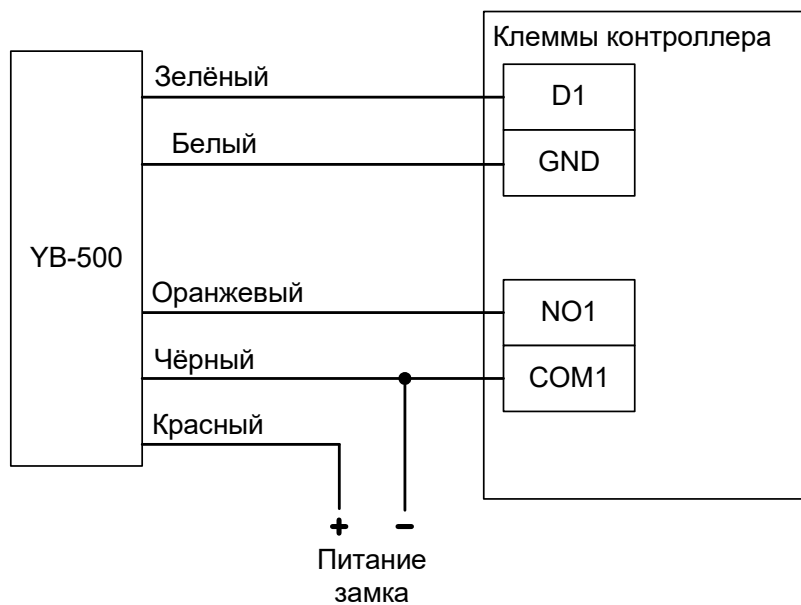 Клеммы контроллера
Зелёный
D1
Белый
GND
YB-500
Оранжевый
NO1
Чёрный
COM1
Красный
+ −
Питание
замка